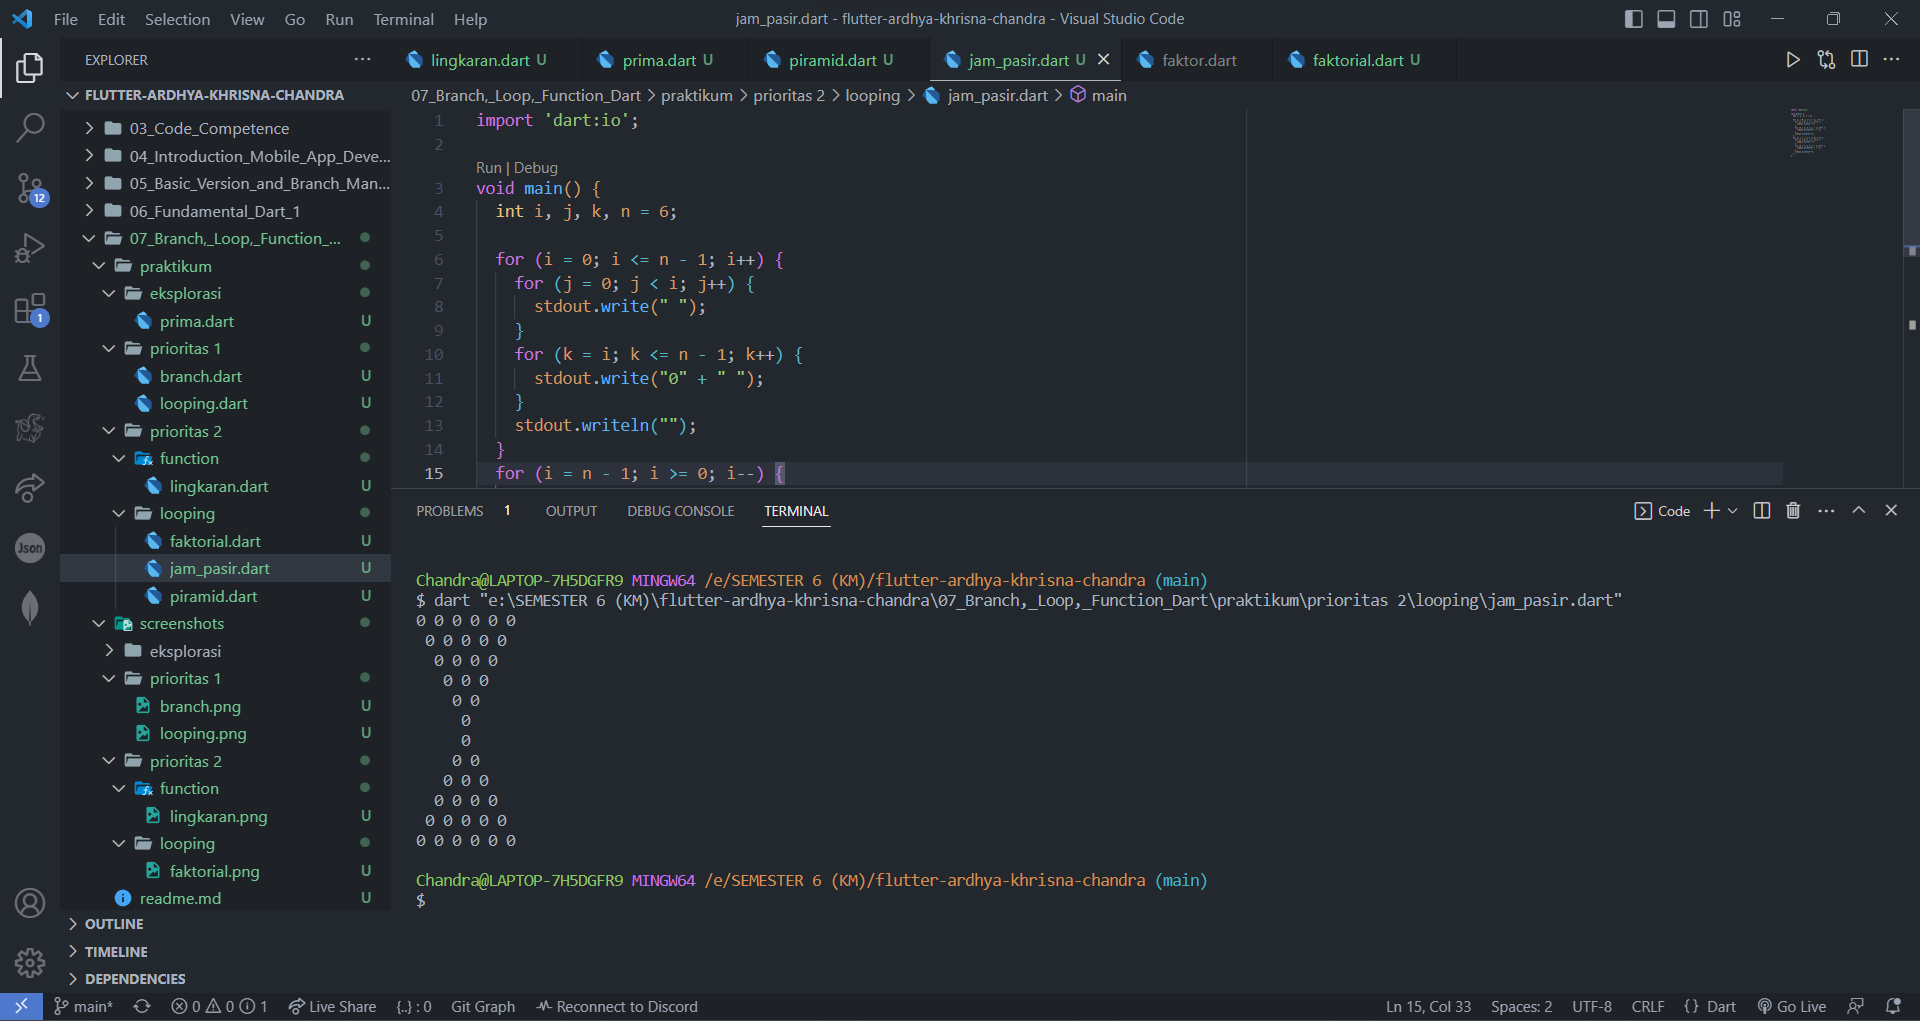 File Edit Selection View Go Run Terminal Help
jam_pasir.dart - flutter-ardhya-khrisna-chandra - Visual Studio Code
EXPLORER
FLUTTER-ARDHYA-KHRISNA-CHANDRA
03_Code_Competence
04_Introduction_Mobile_App_Deve...
05_Basic_Version_and_Branch_Man...
06_Fundamental_Dart_1
07_Branch,_Loop,_Function_...
praktikum
eksplorasi
prima.dart U
prioritas 1
branch.dart U
looping.dart U
prioritas 2
function
lingkaran.dart U
looping
faktorial.dart U
jam_pasir.dart U
piramid.dart U
screenshots
eksplorasi
prioritas 1
branch.png U
looping.png U
prioritas 2
function
lingkaran.png U
looping
faktorial.png U
readme.md U
OUTLINE
TIMELINE
DEPENDENCIES
12
1
Json
lingkaran.dart U prima.dart U piramid.dart U jam_pasir.dart U faktor.dart faktorial.dart U
07_Branch,_Loop,_Function_Dart > praktikum > prioritas 2 > looping > jam_pasir.dart > main
1 import 'dart:io';
2
Run | Debug
3 void main() {
4 int i, j, k, n = 6;
5
6 for (i = 0; i <= n - 1; i++) {
7 for (j = 0; j < i; j++) {
8 stdout.write(" ");
9 }
10 for (k = i; k <= n - 1; k++) {
11 stdout.write("0" + " ");
12 }
13 stdout.writeln("");
14 }
15 for (i = n - 1; i >= 0; i--) {
PROBLEMS 1 OUTPUT DEBUG CONSOLE TERMINAL
Code
Chandra@LAPTOP-7H5DGFR9 MINGW64 /e/SEMESTER 6 (KM)/flutter-ardhya-khrisna-chandra (main)
$ dart "e:\SEMESTER 6 (KM)\flutter-ardhya-khrisna-chandra\07_Branch,_Loop,_Function_Dart\praktikum\prioritas 2\looping\jam_pasir.dart"
0 0 0 0 0 0
0 0 0 0 0
0 0 0 0
0 0 0
0 0
0
0
0 0
0 0 0
0 0 0 0
0 0 0 0 0
0 0 0 0 0 0
Chandra@LAPTOP-7H5DGFR9 MINGW64 /e/SEMESTER 6 (KM)/flutter-ardhya-khrisna-chandra (main)
$
main* 0 0 1 Live Share {..} : 0 Git Graph Reconnect to Discord
Ln 15, Col 33 Spaces: 2 UTF-8 CRLF { } Dart Go Live